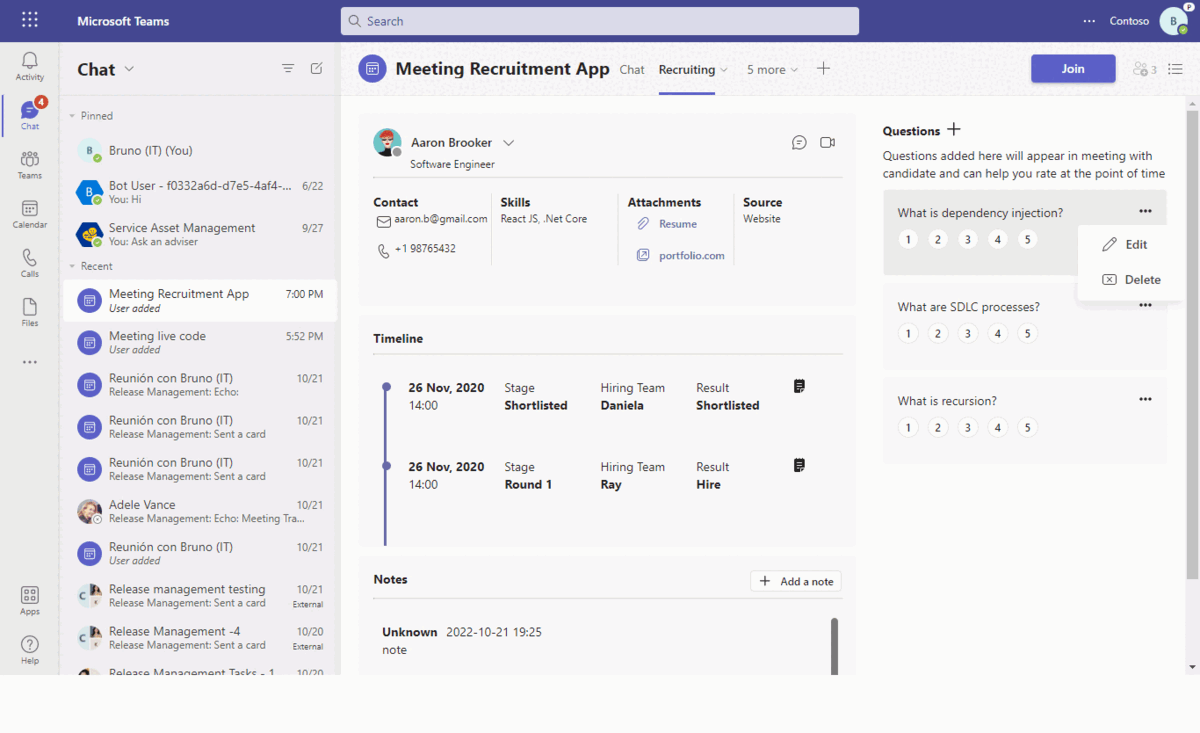 Microsoft Teams
Search
Contoso
B
P
Activity
4
Chat
Teams
Calendar
Calls
Files
Apps
Help
Chat
Pinned
B
Bruno (IT) (You)
B
Bot User - f0332a6d-d7e5-4af4-...
6/22
You: Hi
Service Asset Management
9/27
You: Ask an adviser
Recent
Meeting Recruitment App
7:00 PM
User added
Meeting live code
5:52 PM
User added
Reunión con Bruno (IT)
10/21
Release Management: Echo:
Reunión con Bruno (IT)
10/21
Release Management: Sent a card
Reunión con Bruno (IT)
10/21
Release Management: Sent a card
Adele Vance
10/21
Release Management: Echo: Meeting Tra...
Reunión con Bruno (IT)
10/21
User added
C
Release management testing
10/21
Release Management: Sent a card
External
C
Release Management -4
10/20
Release Management: Sent a card
External
Release Management Tasks - 1
10/20
Meeting Recruitment App
Chat
Recruiting
5 more
Join
3
Aaron Brooker
Software Engineer
Contact
aaron.b@gmail.com
+1 98765432
Skills
React JS, .Net Core
Attachments
Resume
portfolio.com
Source
Website
Timeline
26 Nov, 2020
14:00
Stage
Shortlisted
Hiring Team
Daniela
Result
Shortlisted
26 Nov, 2020
14:00
Stage
Round 1
Hiring Team
Ray
Result
Hire
Notes
Add a note
Unknown 2022-10-21 19:25
note
Questions
Questions added here will appear in meeting with
candidate and can help you rate at the point of time
What is dependency injection?
1 2 3 4 5
Edit
Delete
What are SDLC processes?
1 2 3 4 5
What is recursion?
1 2 3 4 5